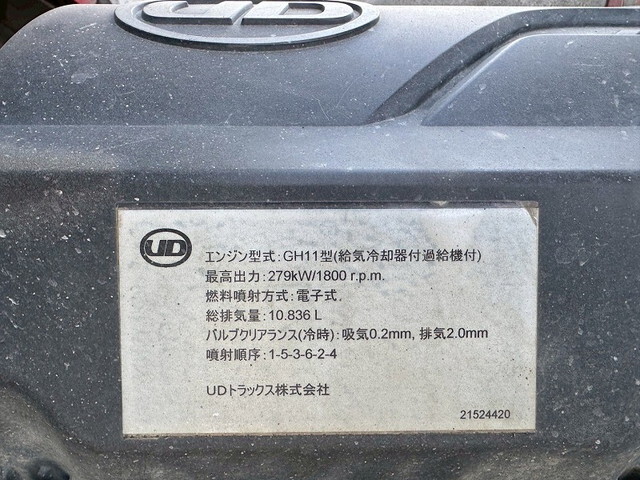 UD
UD
エンジン型式:GH11型(給気冷却器付過給機付)
最高出力:279kW/1800 r.p.m.
燃料噴射方式:電子式
総排気量:10.836 L
バルブクリアランス(冷時):吸気0.2mm, 排気2.0mm
噴射順序:1-5-3-6-2-4
UDトラックス株式会社
21524420